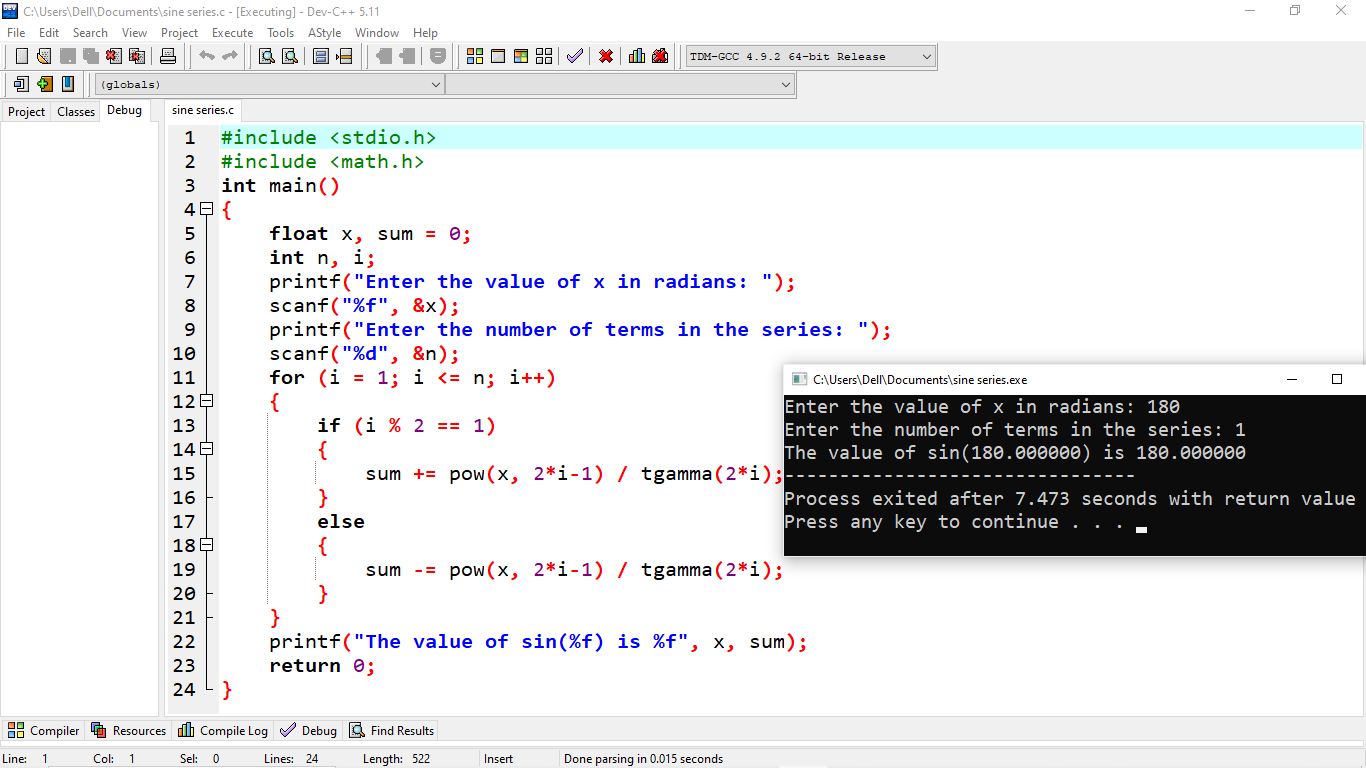 C:\Users\Dell\Documents\sine series.c - [Executing] - Dev-C++ 5.11
File Edit Search View Project Execute Tools AStyle Window Help
TDM-GCC 4.9.2 64-bit Release
(globals)
Project Classes Debug
sine series.c
1 #include <stdio.h>
2 #include <math.h>
3 int main()
4 {
5 float x, sum = 0;
6 int n, i;
7 printf("Enter the value of x in radians: ");
8 scanf("%f", &x);
9 printf("Enter the number of terms in the series: ");
10 scanf("%d", &n);
11 for (i = 1; i <= n; i++)
12 {
13 if (i % 2 == 1)
14 {
15 sum += pow(x, 2*i-1) / tgamma(2*i);
16 }
17 else
18 {
19 sum -= pow(x, 2*i-1) / tgamma(2*i);
20 }
21 }
22 printf("The value of sin(%f) is %f", x, sum);
23 return 0;
24 }
C:\Users\Dell\Documents\sine series.exe
Enter the value of x in radians: 180
Enter the number of terms in the series: 1
The value of sin(180.000000) is 180.000000
--------------------------------
Process exited after 7.473 seconds with return value
Press any key to continue . . .
Compiler Resources Compile Log Debug Find Results
Line: 1 Col: 1 Sel: 0 Lines: 24 Length: 522 Insert Done parsing in 0.015 seconds